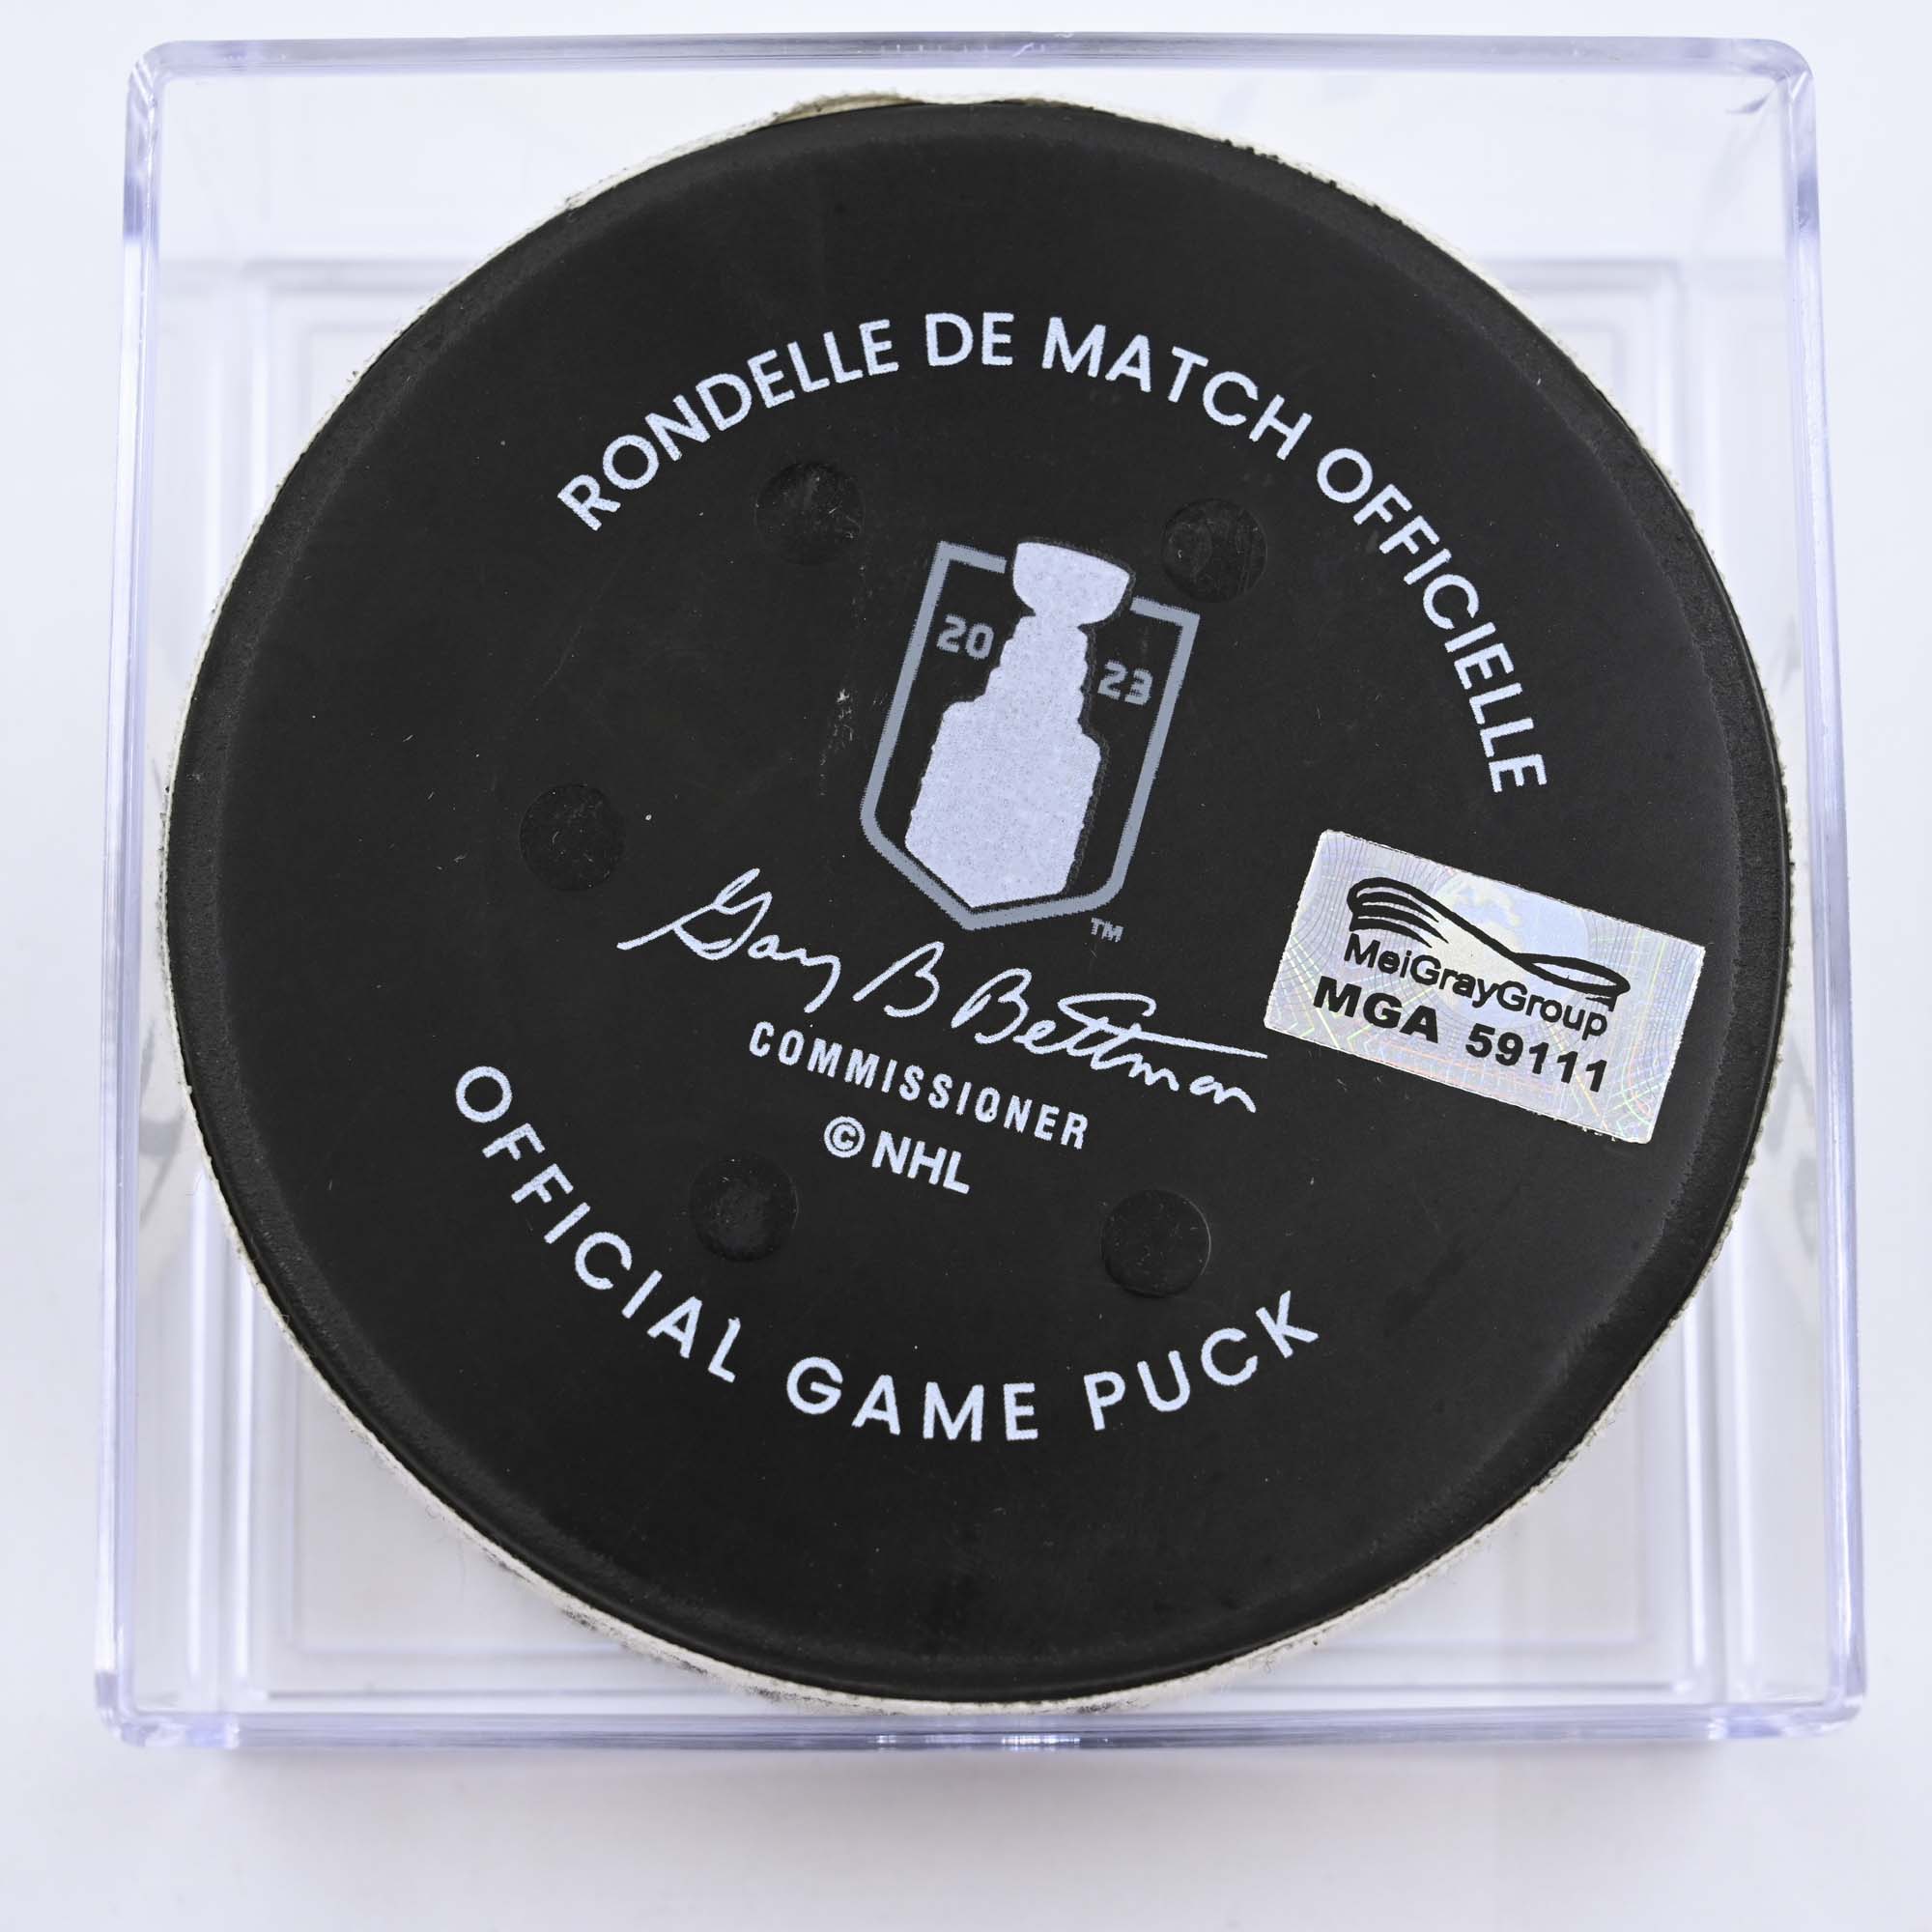 RONDELLE DE MATCH OFFICIELLE
20 23
TM
Gary B Bettman
COMMISSIONER
© NHL
OFFICIAL GAME PUCK
MeiGrayGroup
MGA 59111